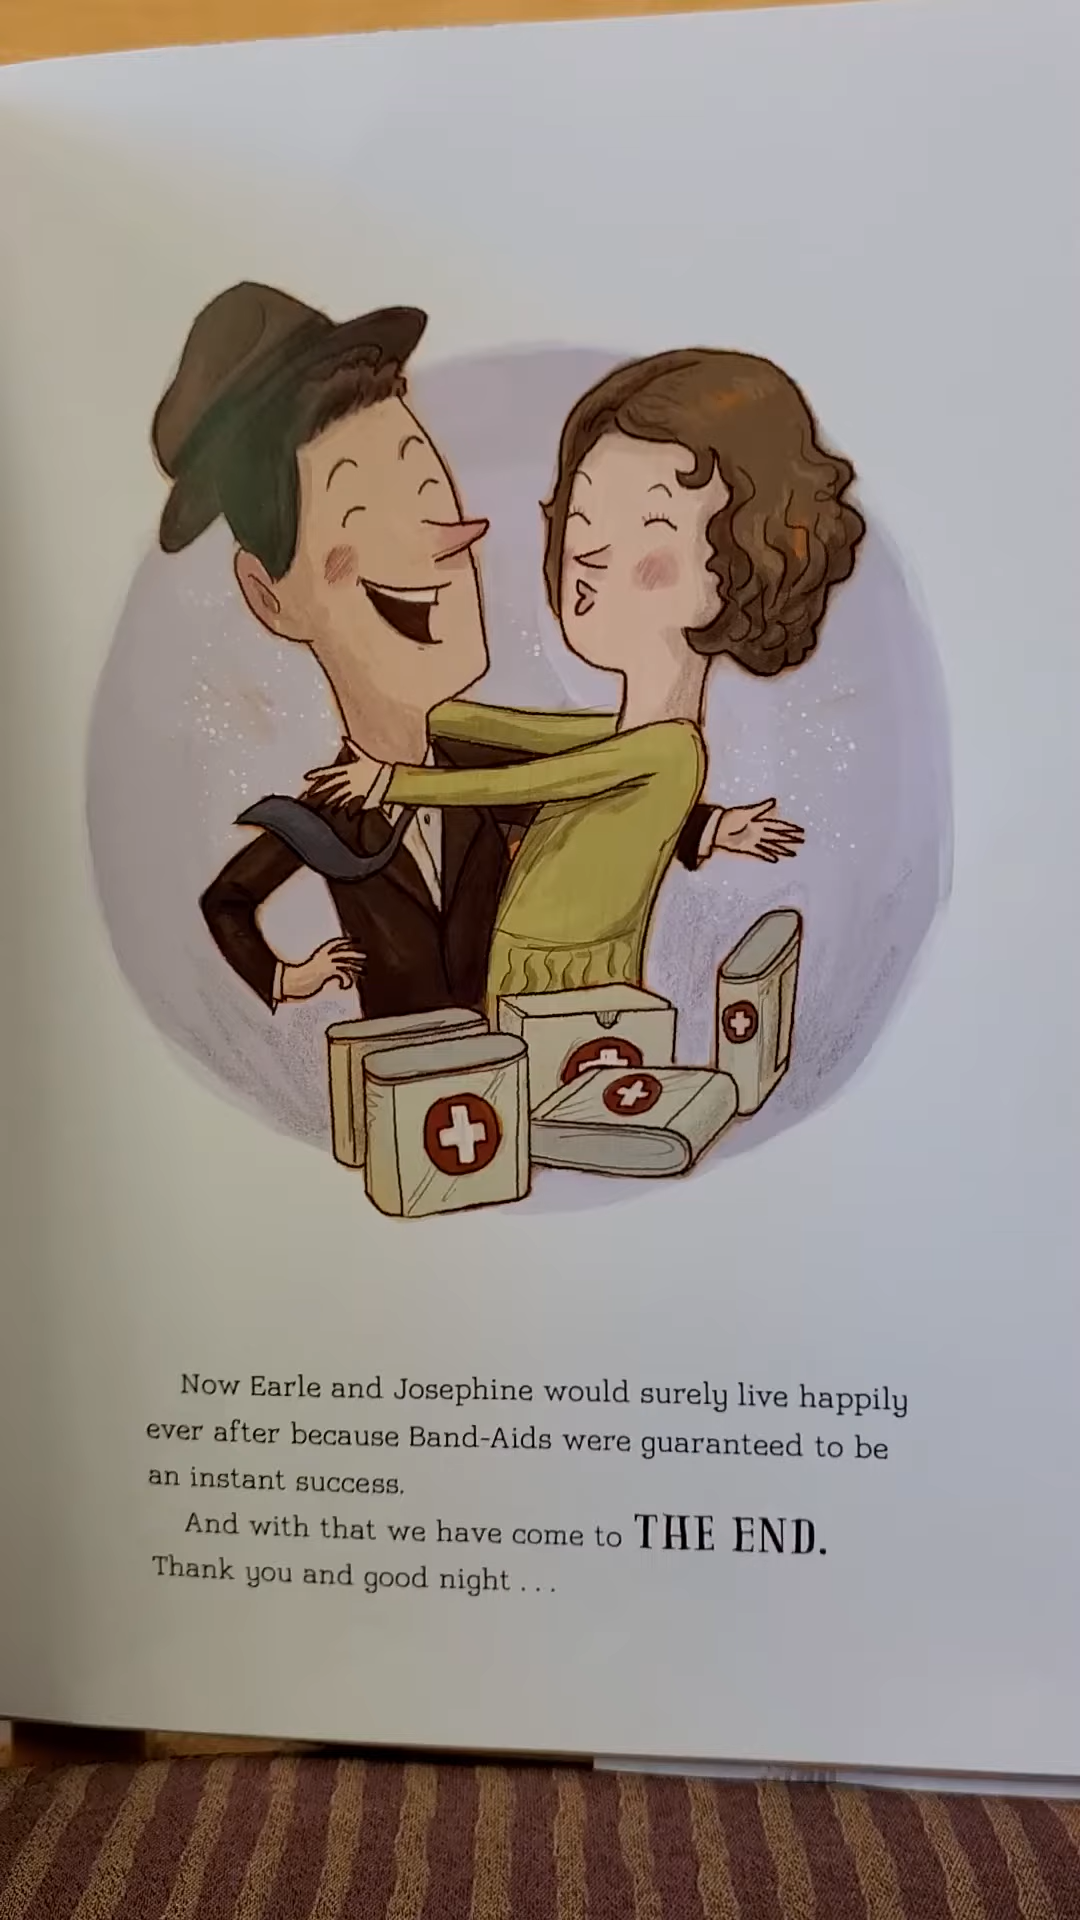 Now Earle and Josephine would surely live happily
ever after because Band-Aids were guaranteed to be
an instant success.
And with that we have come to THE END.
Thank you and good night . . .